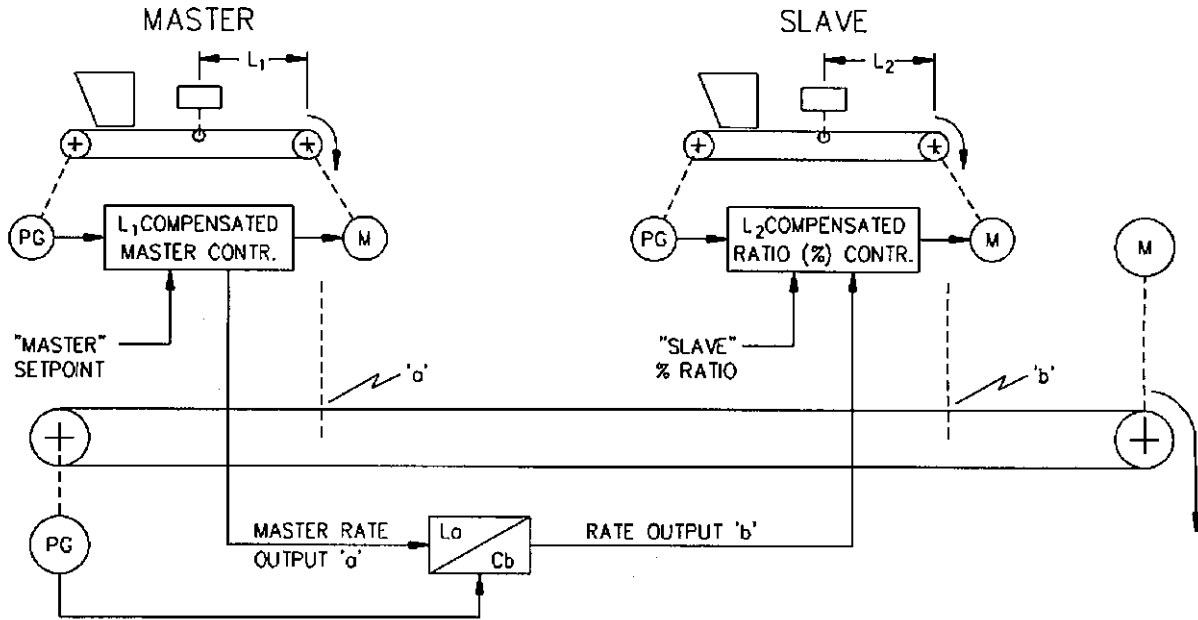 MASTER
SLAVE
L₁
L₂
PG
L₁COMPENSATED
MASTER CONTR.
M
PG
L₂COMPENSATED
RATIO (%) CONTR.
M
M
"MASTER"
SETPOINT
'a'
"SLAVE"
% RATIO
'b'
PG
MASTER RATE
OUTPUT 'a'
La
Cb
RATE OUTPUT 'b'